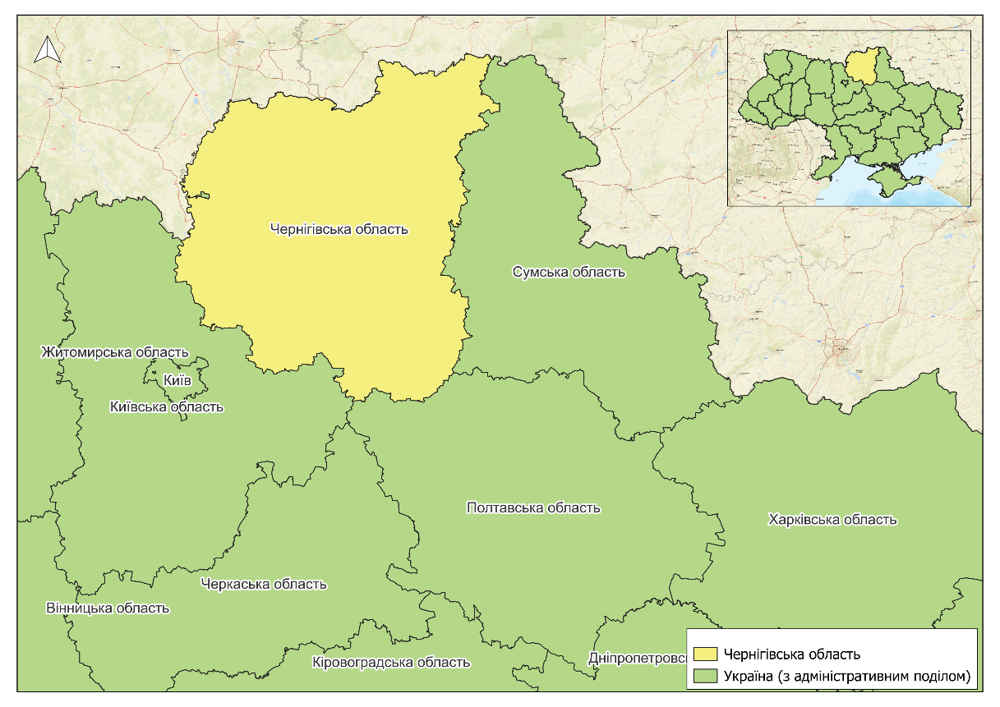 Чернігівська область
Сумська область
Житомирська область
Київ
Київська область
Полтавська область
Харківська область
Черкаська область
Вінницька область
Кіровоградська область
Дніпропетровсь
Чернігівська область
Україна (з адміністративним поділом)